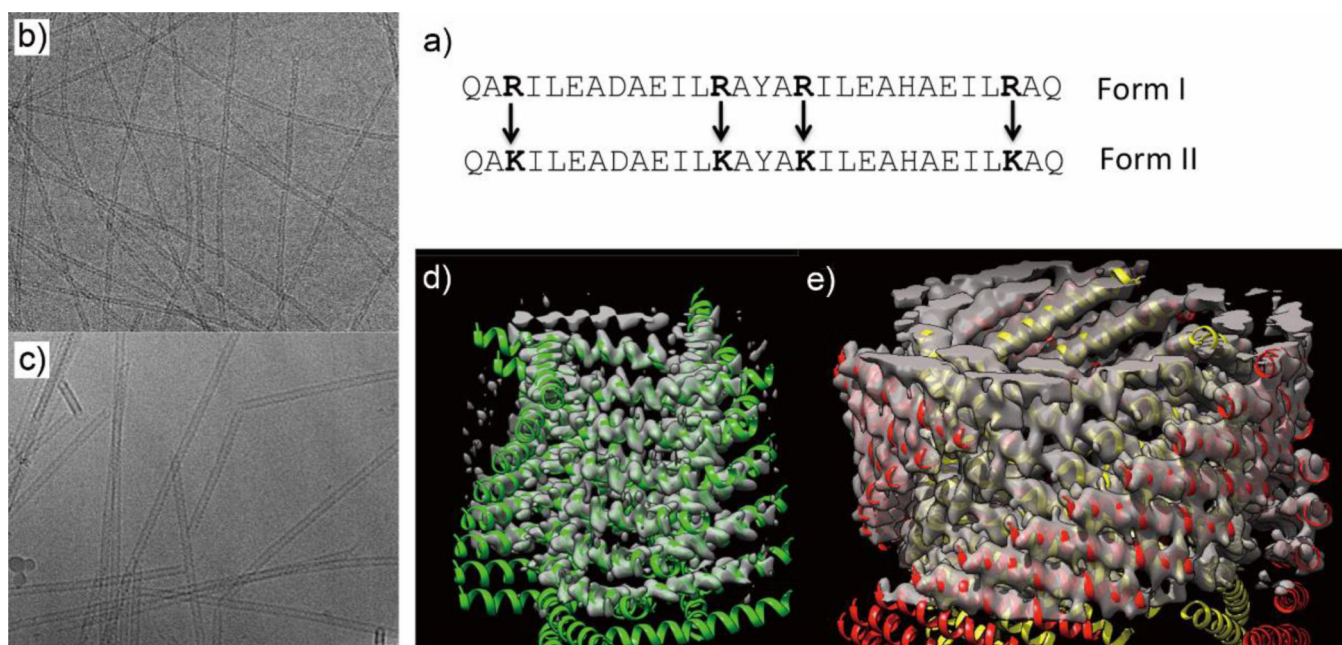 b)
a)
QARILEADAEILRAYARILEAHAEILRAQ Form I
QAKILEADAEILKAYAKILEAHAEILKAQ Form II
c)
d)
e)